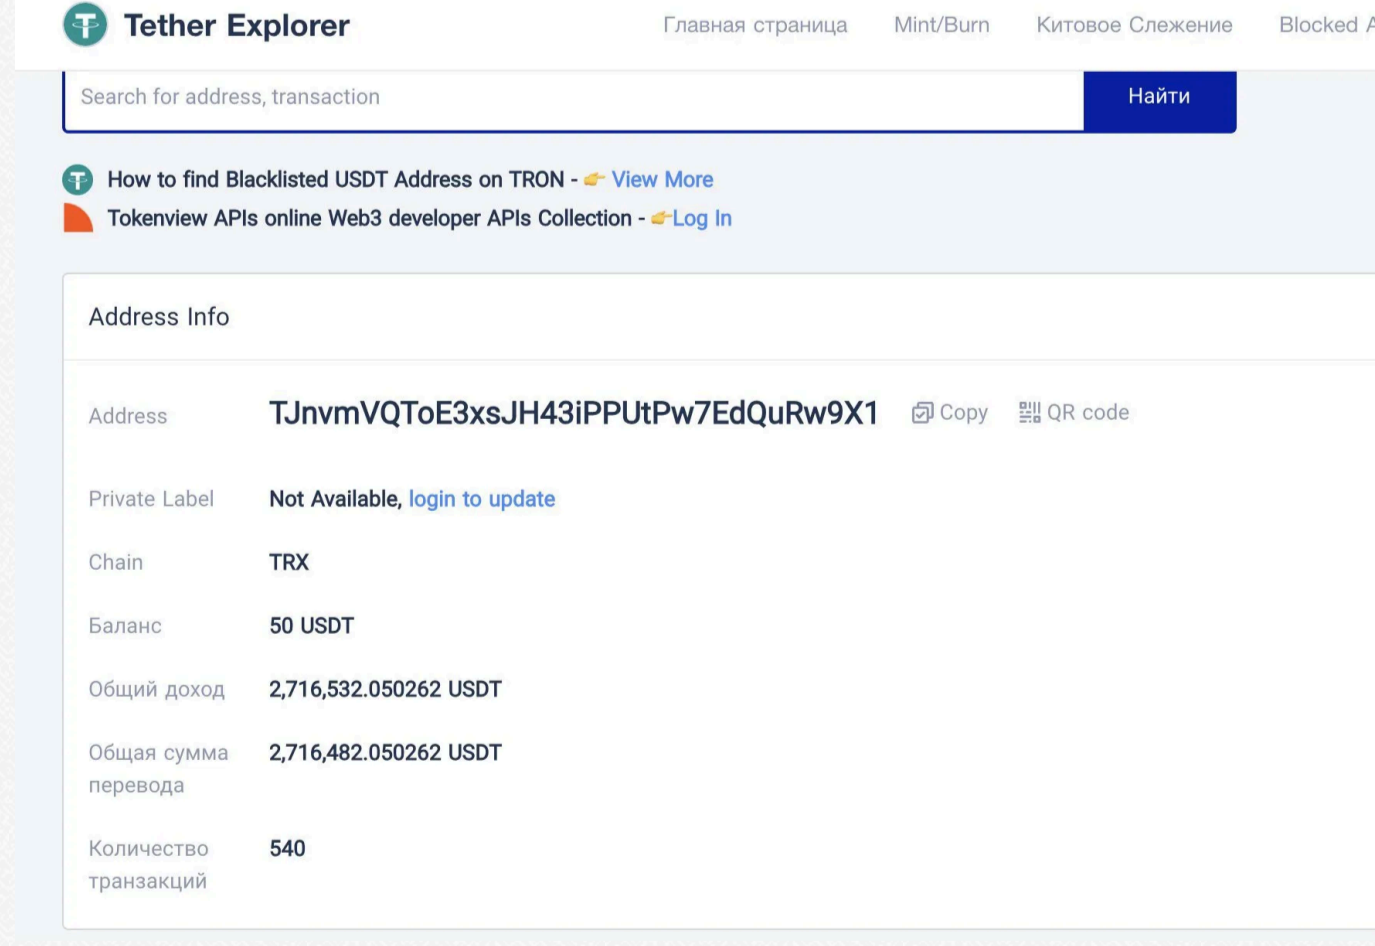 Tether Explorer
Главная страница Mint/Burn Китовое Слежение Blocked A
Search for address, transaction Найти
How to find Blacklisted USDT Address on TRON - 👉 View More
Tokenview APIs online Web3 developer APIs Collection - 👉Log In
Address Info
Address TJnvmVQToE3xsJH43iPPUtPw7EdQuRw9X1 Copy QR code
Private Label Not Available, login to update
Chain TRX
Баланс 50 USDT
Общий доход 2,716,532.050262 USDT
Общая сумма 2,716,482.050262 USDT
перевода
Количество 540
транзакций